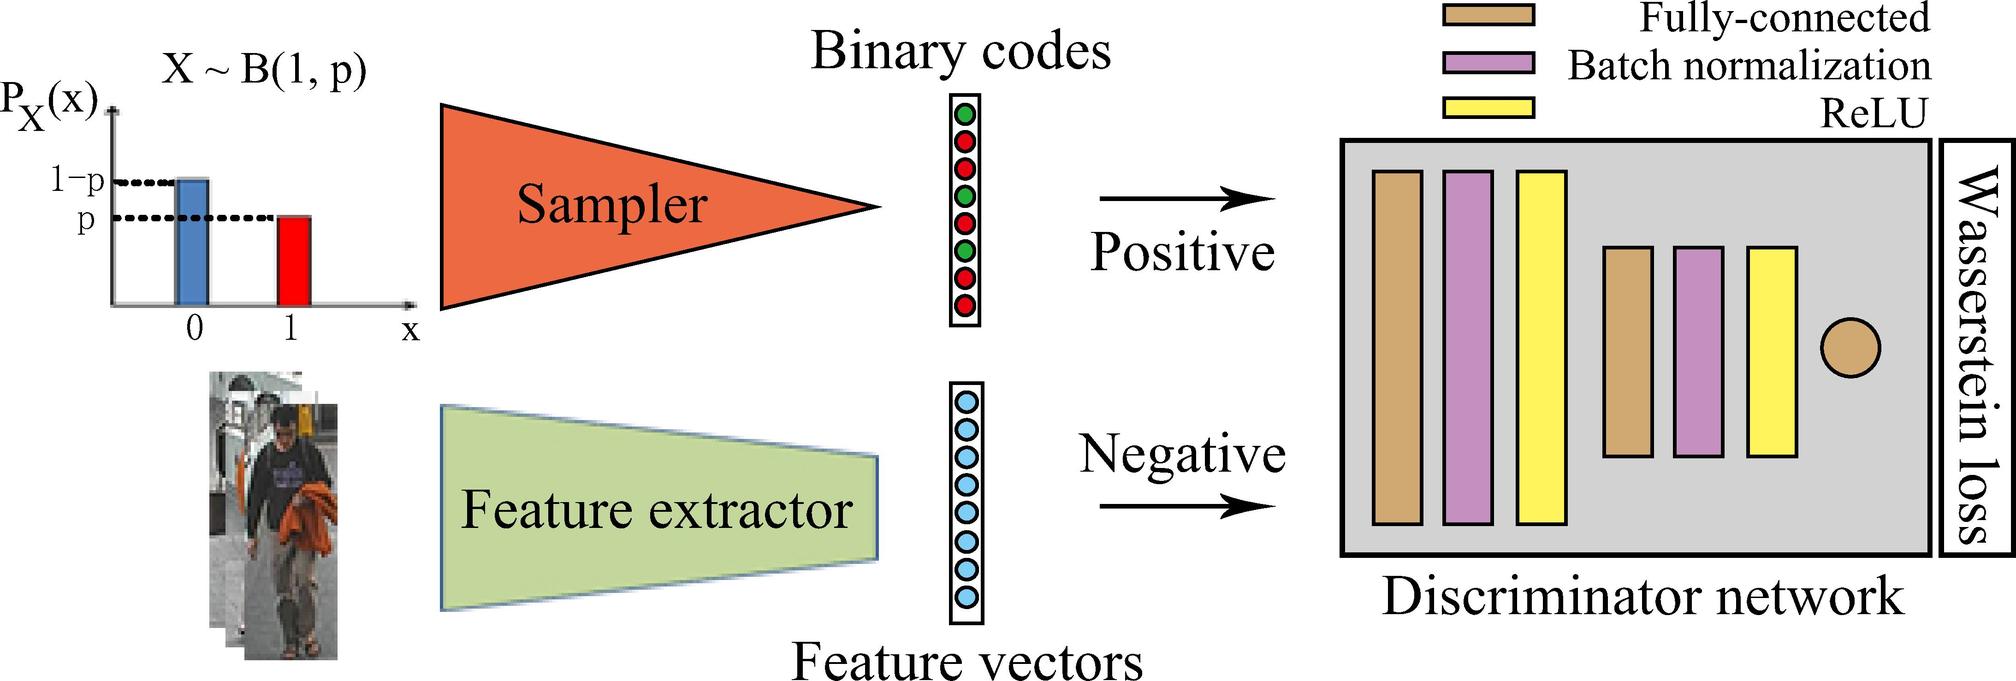 X ~ B(1, p)
P_X(x)
1-p
p
0
1
x
Sampler
Binary codes
Positive
Fully-connected
Batch normalization
ReLU
Feature extractor
Feature vectors
Negative
Discriminator network
Wasserstein loss